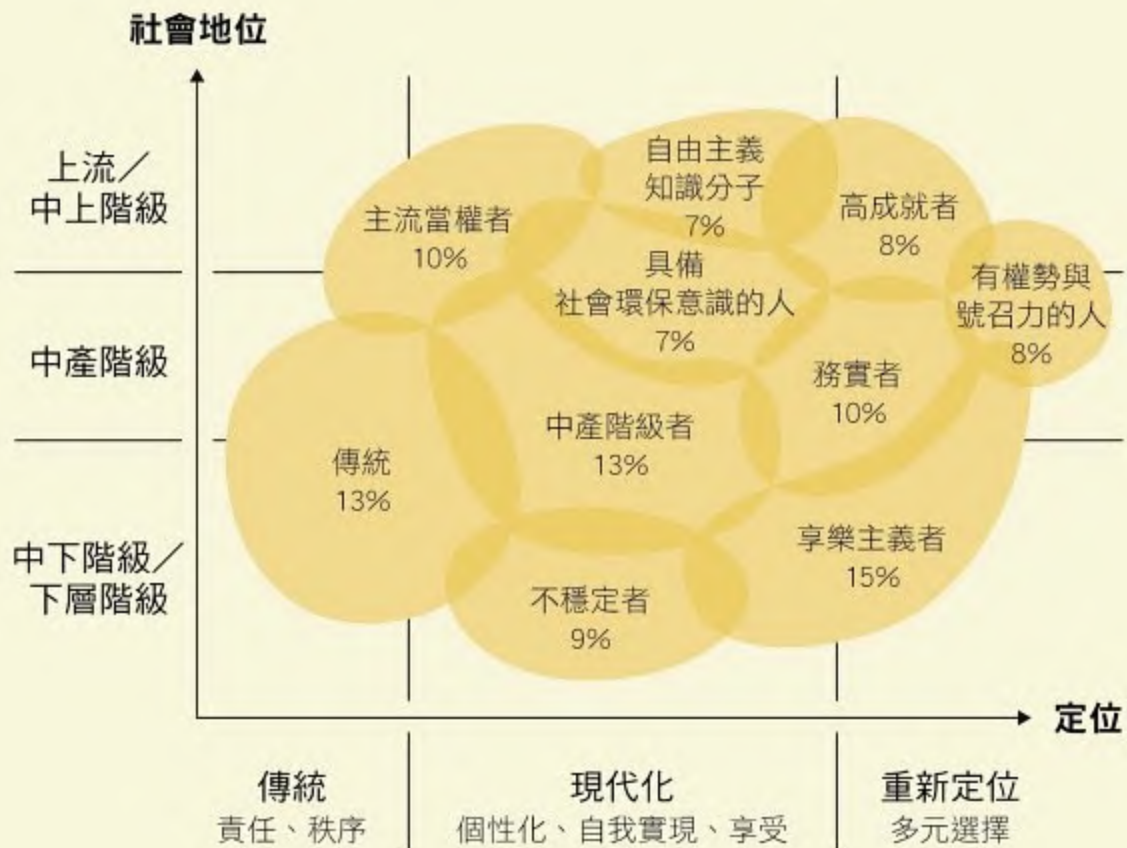 社會地位
上流／
中上階級
中產階級
中下階級／
下層階級
主流當權者
10%
自由主義
知識分子
7%
高成就者
8%
具備
社會環保意識的人
7%
有權勢與
號召力的人
8%
務實者
10%
中產階級者
13%
傳統
13%
享樂主義者
15%
不穩定者
9%
定位
傳統
責任、秩序
現代化
個性化、自我實現、享受
重新定位
多元選擇